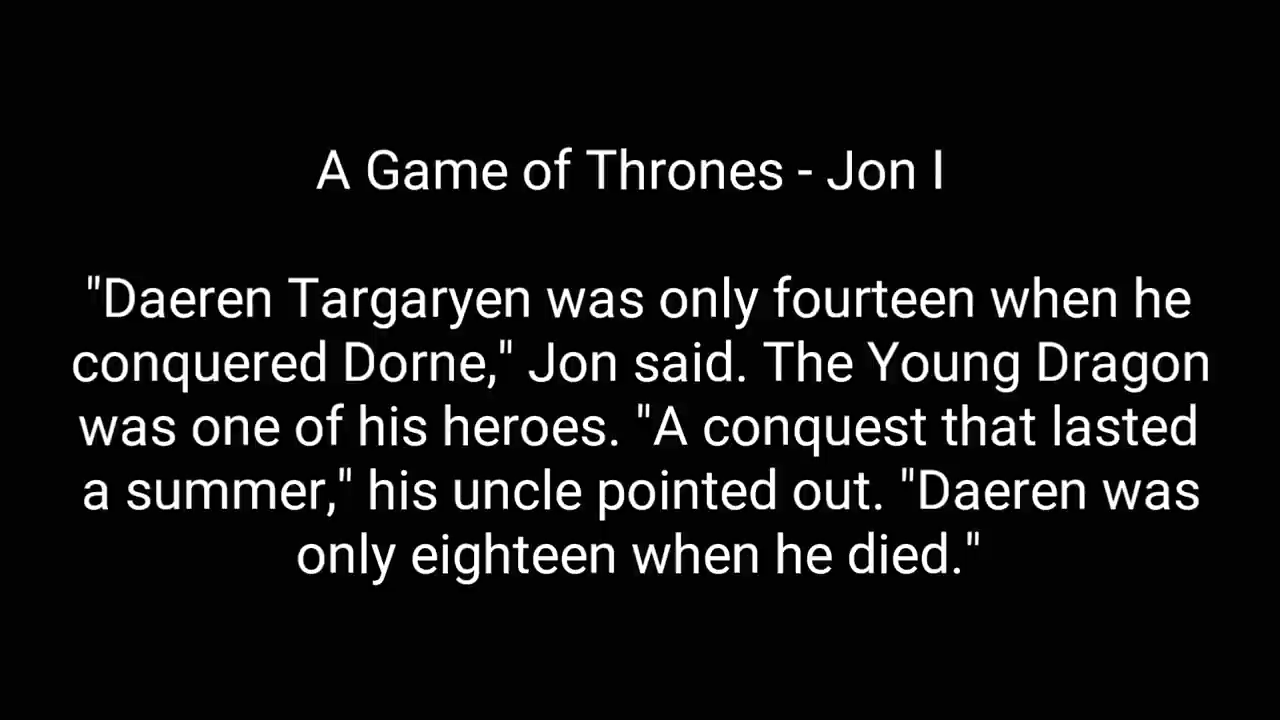 A Game of Thrones - Jon I
"Daeren Targaryen was only fourteen when he
conquered Dorne," Jon said. The Young Dragon
was one of his heroes. "A conquest that lasted
a summer," his uncle pointed out. "Daeren was
only eighteen when he died."